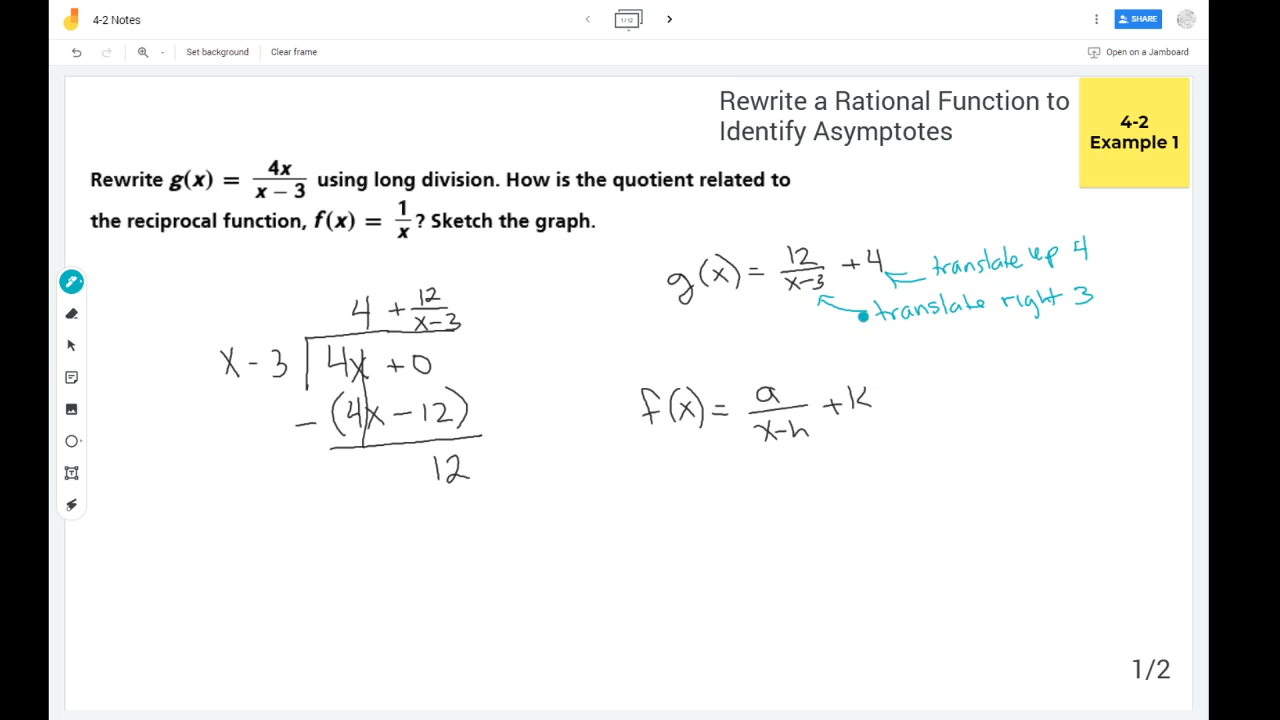 4-2 Notes
1/12
SHARE
Set background
Clear frame
Open on a Jamboard
Rewrite a Rational Function to
Identify Asymptotes
4-2
Example 1
Rewrite g(x) = 4x/(x − 3) using long division. How is the quotient related to
the reciprocal function, f(x) = 1/x? Sketch the graph.
g(x) = 12/(x-3) + 4
translate up 4
translate right 3
4 + 12/(x-3)
x - 3 4x + 0
- (4x - 12)
12
f(x) = a/(x-h) + k
1/2